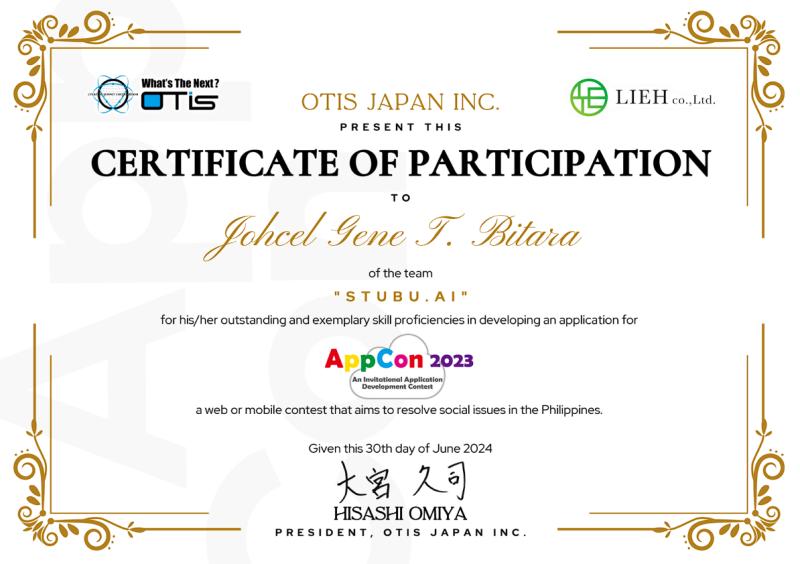 What's The Next?
OTiS
OTIS JAPAN INC.
LIEH co.,Ltd.
PRESENT THIS
CERTIFICATE OF PARTICIPATION
TO
Johcel Gene T. Bitara
of the team
"STUBU.AI"
for his/her outstanding and exemplary skill proficiencies in developing an application for
AppCon 2023
An Invitational Application
Development Contest
a web or mobile contest that aims to resolve social issues in the Philippines.
Given this 30th day of June 2024
大宮 久司
HISASHI OMIYA
PRESIDENT, OTIS JAPAN INC.